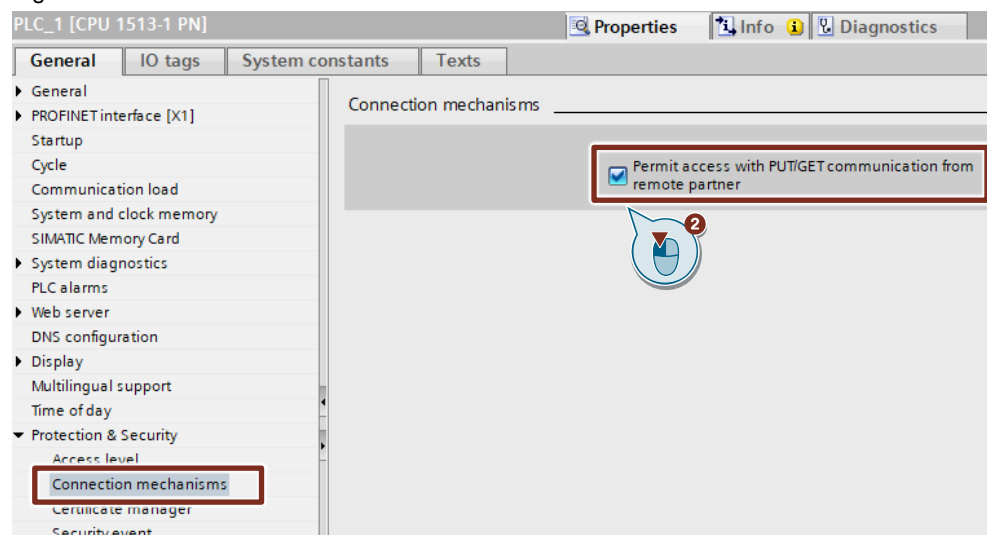 PLC_1 [CPU 1513-1 PN]
Properties
Info
Diagnostics
General
IO tags
System constants
Texts
General
PROFINET interface [X1]
Startup
Cycle
Communication load
System and clock memory
SIMATIC Memory Card
System diagnostics
PLC alarms
Web server
DNS configuration
Display
Multilingual support
Time of day
Protection & Security
Access level
Connection mechanisms
Certificate manager
Security event
Connection mechanisms
Permit access with PUT/GET communication from
remote partner
2